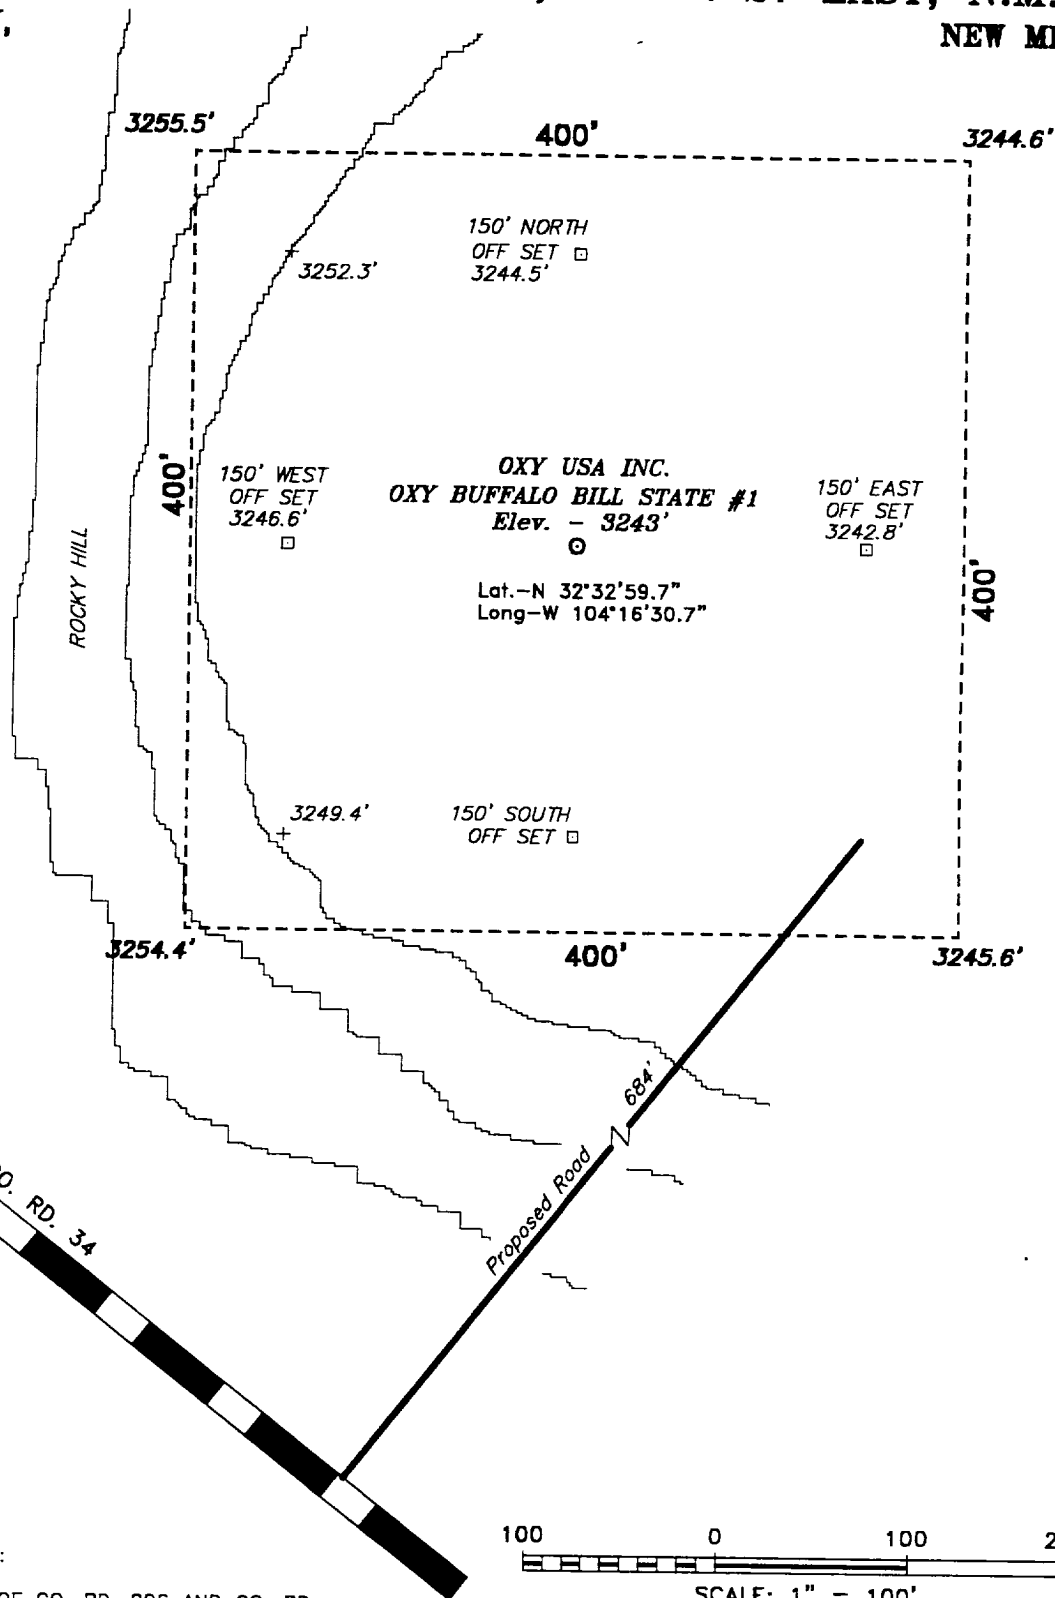 EAST, N.M.
NEW
3255.5'
400'
3244.6'
150' NORTH
OFF SET
3244.5'
3252.3'
400'
150' WEST
OFF SET
3246.6'
OXY USA INC.
OXY BUFFALO BILL STATE #1
Elev. - 3243'
150' EAST
OFF SET
3242.8'
Lat.-N 32°32'59.7"
Long-W 104°16'30.7"
400'
ROCKY HILL
3249.4'
150' SOUTH
OFF SET
3254.4'
400'
3245.6'
684'
Proposed Road
RD. 34
100 0 100
SCALE: 1" = 100'